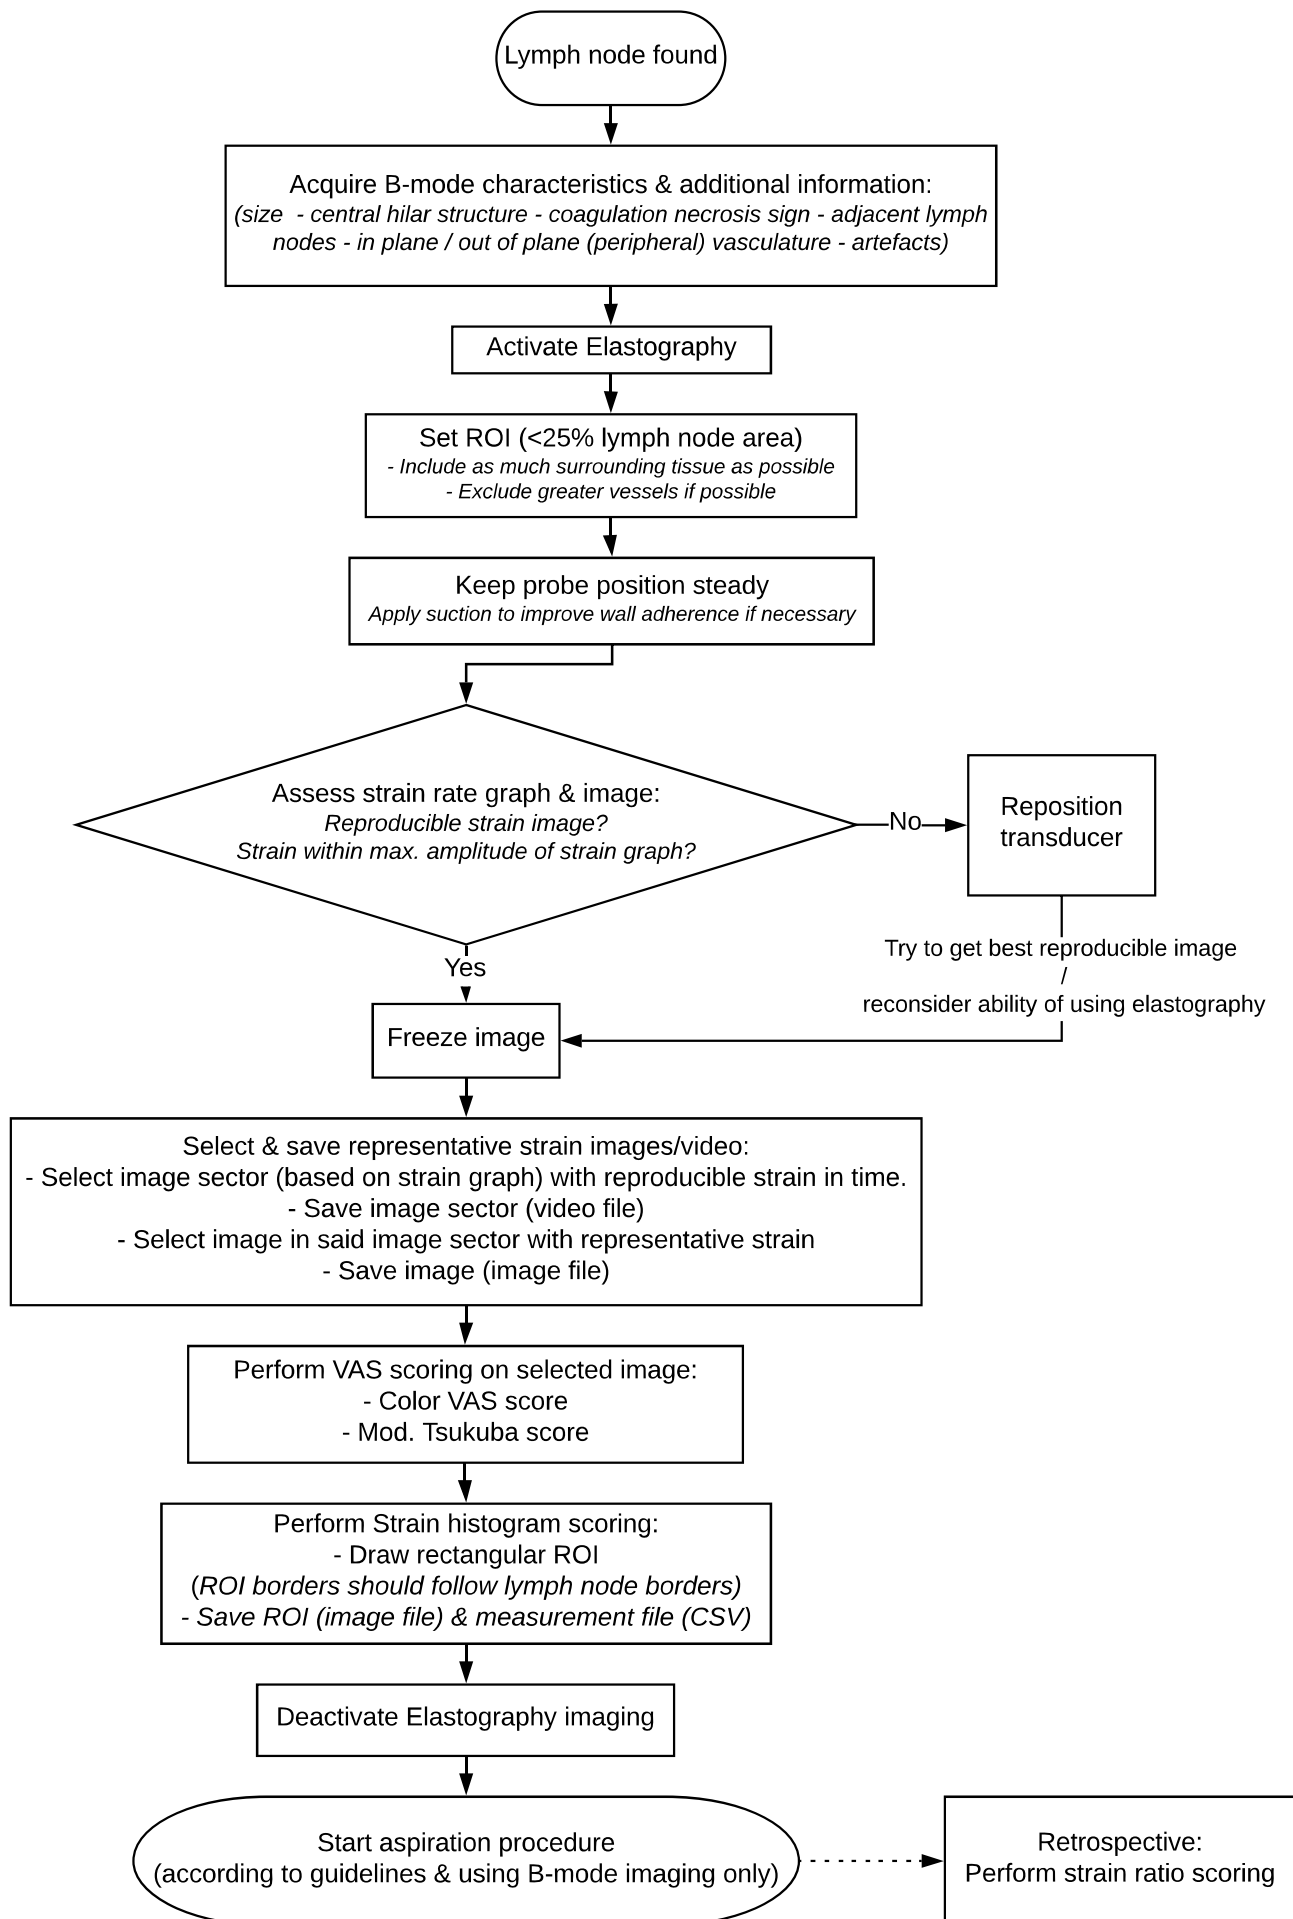 Lymph node found
Acquire B-mode characteristics & additional information:
(size - central hilar structure - coagulation necrosis sign - adjacent lymph
nodes - in plane / out of plane (peripheral) vasculature - artefacts)
Activate Elastography
Set ROI (<25% lymph node area)
- Include as much surrounding tissue as possible
- Exclude greater vessels if possible
Keep probe position steady
Apply suction to improve wall adherence if necessary
Assess strain rate graph & image:
Reproducible strain image?
Strain within max. amplitude of strain graph?
No
Reposition
transducer
Try to get best reproducible image
/
reconsider ability of using elastography
Yes
Freeze image
Select & save representative strain images/video:
- Select image sector (based on strain graph) with reproducible strain in time.
- Save image sector (video file)
- Select image in said image sector with representative strain
- Save image (image file)
Perform VAS scoring on selected image:
- Color VAS score
- Mod. Tsukuba score
Perform Strain histogram scoring:
- Draw rectangular ROI
(ROI borders should follow lymph node borders)
- Save ROI (image file) & measurement file (CSV)
Deactivate Elastography imaging
Start aspiration procedure
(according to guidelines & using B-mode imaging only)
Retrospective:
Perform strain ratio scoring